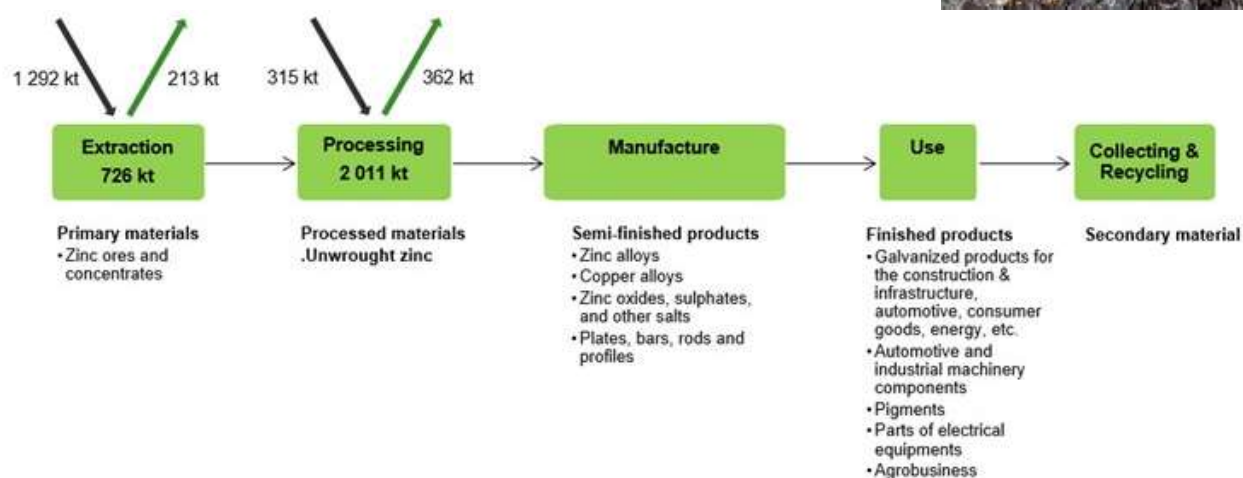 1 292 kt
213 kt
315 kt
362 kt
Extraction
726 kt
Processing
2 011 kt
Manufacture
Use
Collecting &
Recycling
Primary materials
• Zinc ores and
concentrates
Processed materials
.Unwrought zinc
Semi-finished products
• Zinc alloys
• Copper alloys
• Zinc oxides, sulphates,
and other salts
• Plates, bars, rods and
profiles
Finished products
• Galvanized products for
the construction &
infrastructure,
automotive, consumer
goods, energy, etc.
• Automotive and
industrial machinery
components
• Pigments
• Parts of electrical
equipments
• Agrobusiness
Secondary material